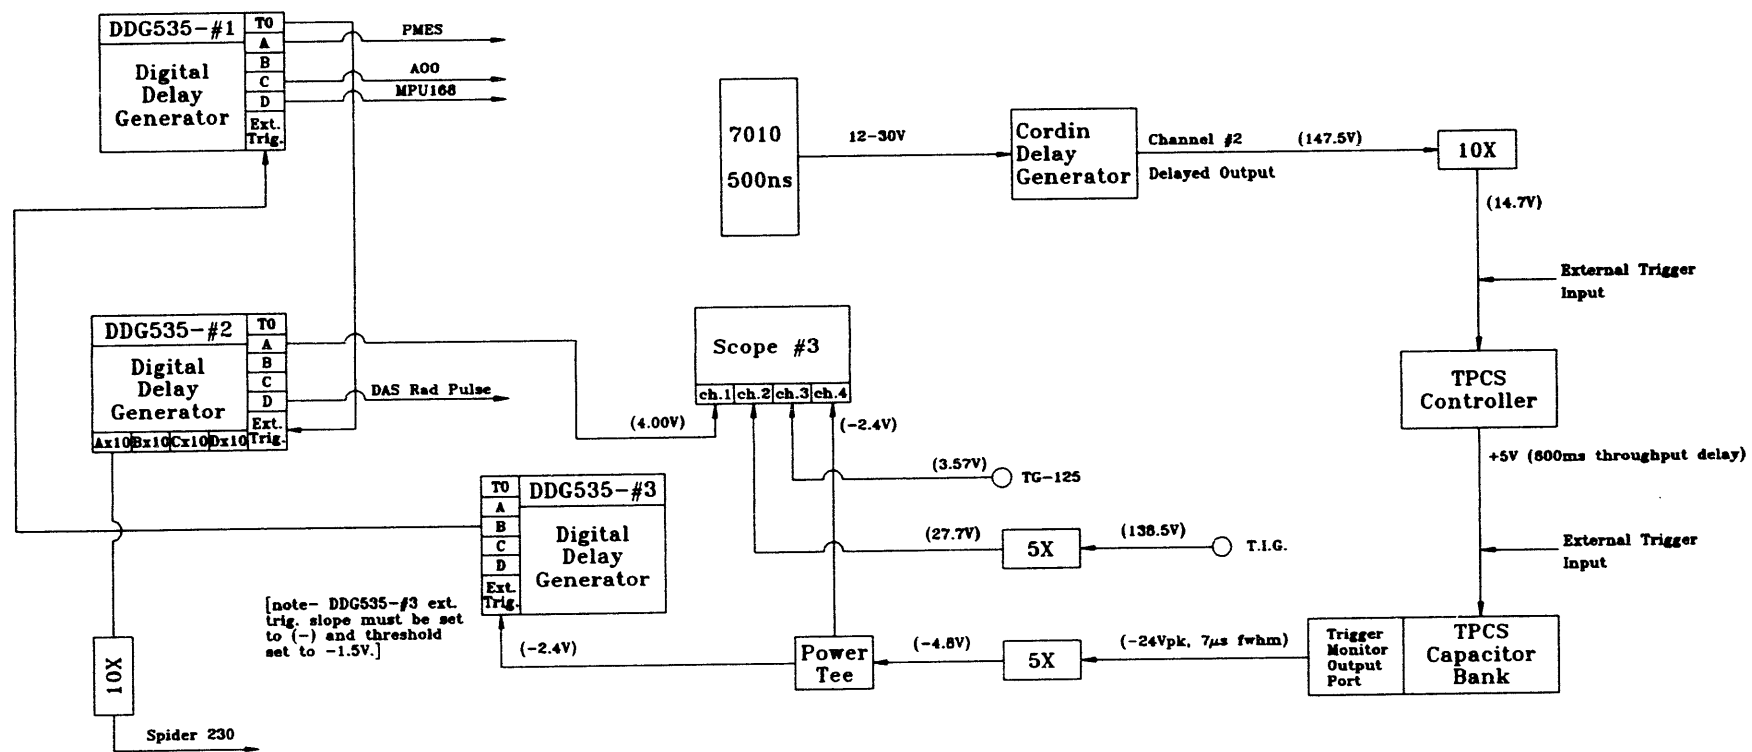 DDG535-#1
Digital
Delay
Generator
T0
A
B
C
D
Ext.
Trig.
PMES
A00
MPU168
7010
500ns
12-30V
Cordin
Delay
Generator
Channel #2
(147.5V)
Delayed Output
10X
(14.7V)
External Trigger
Input
TPCS
Controller
+5V (800ms throughput delay)
External Trigger
Input
DDG535-#2
Digital
Delay
Generator
T0
A
B
C
D
Ext.
Trig.
Ax10
Bx10
Cx10
Dx10
DAS Rad Pulse
Scope #3
ch.1
ch.2
ch.3
ch.4
(4.00V)
(-2.4V)
(3.57V)
TG-125
(27.7V)
5X
(138.5V)
T.I.G.
T0
A
B
C
D
Ext.
Trig.
DDG535-#3
Digital
Delay
Generator
[note- DDG535-#3 ext.
trig. slope must be set
to (-) and threshold
set to -1.5V.]
(-2.4V)
Power
Tee
(-4.8V)
5X
(-24Vpk, 7μs fwhm)
Trigger
Monitor
Output
Port
TPCS
Capacitor
Bank
10X
Spider 230